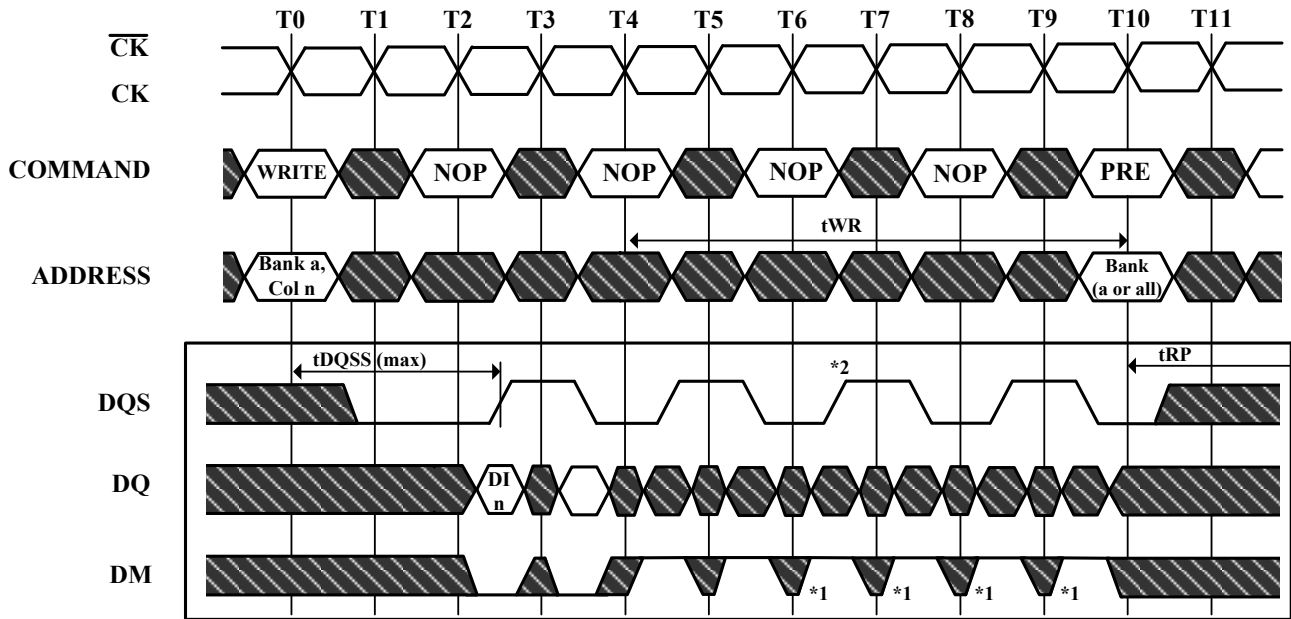 T0 T1 T2 T3 T4 T5 T6 T7 T8 T9 T10 T11
CK
CK
COMMAND
WRITE NOP NOP NOP NOP PRE
tWR
ADDRESS
Bank a,
Col n
Bank
(a or all)
tDQSS (max)
*2
tRP
DQS
DQ
DI
n
DM
*1 *1 *1 *1